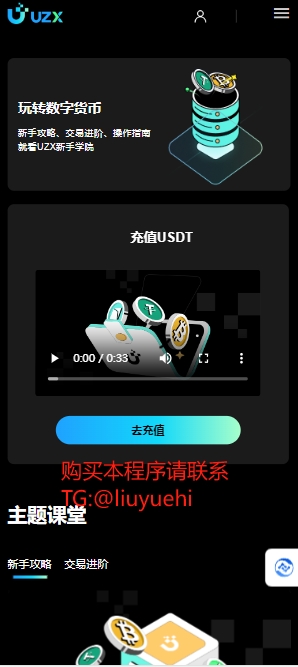 UZX
玩转数字货币
新手攻略、交易进阶、操作指南
就看UZX新手学院
充值USDT
0:00 / 0:33
去充值
购买本程序请联系
TG:@liuyuehi
主题课堂
新手攻略 交易进阶